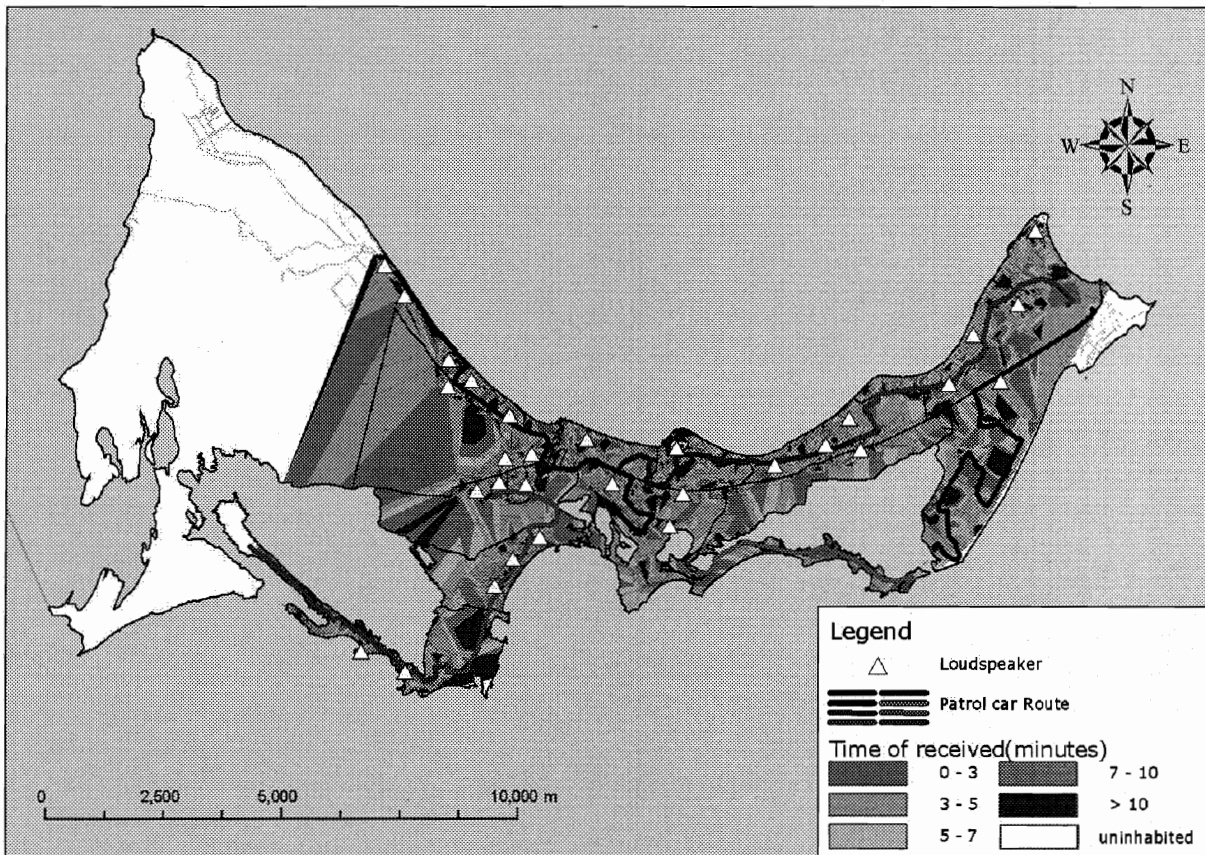 N
W E
S
Legend
Loudspeaker
Patrol car Route
Time of received(minutes)
0 - 3 7 - 10
3 - 5 > 10
5 - 7 uninhabited
0 2,500 5,000 10,000 m